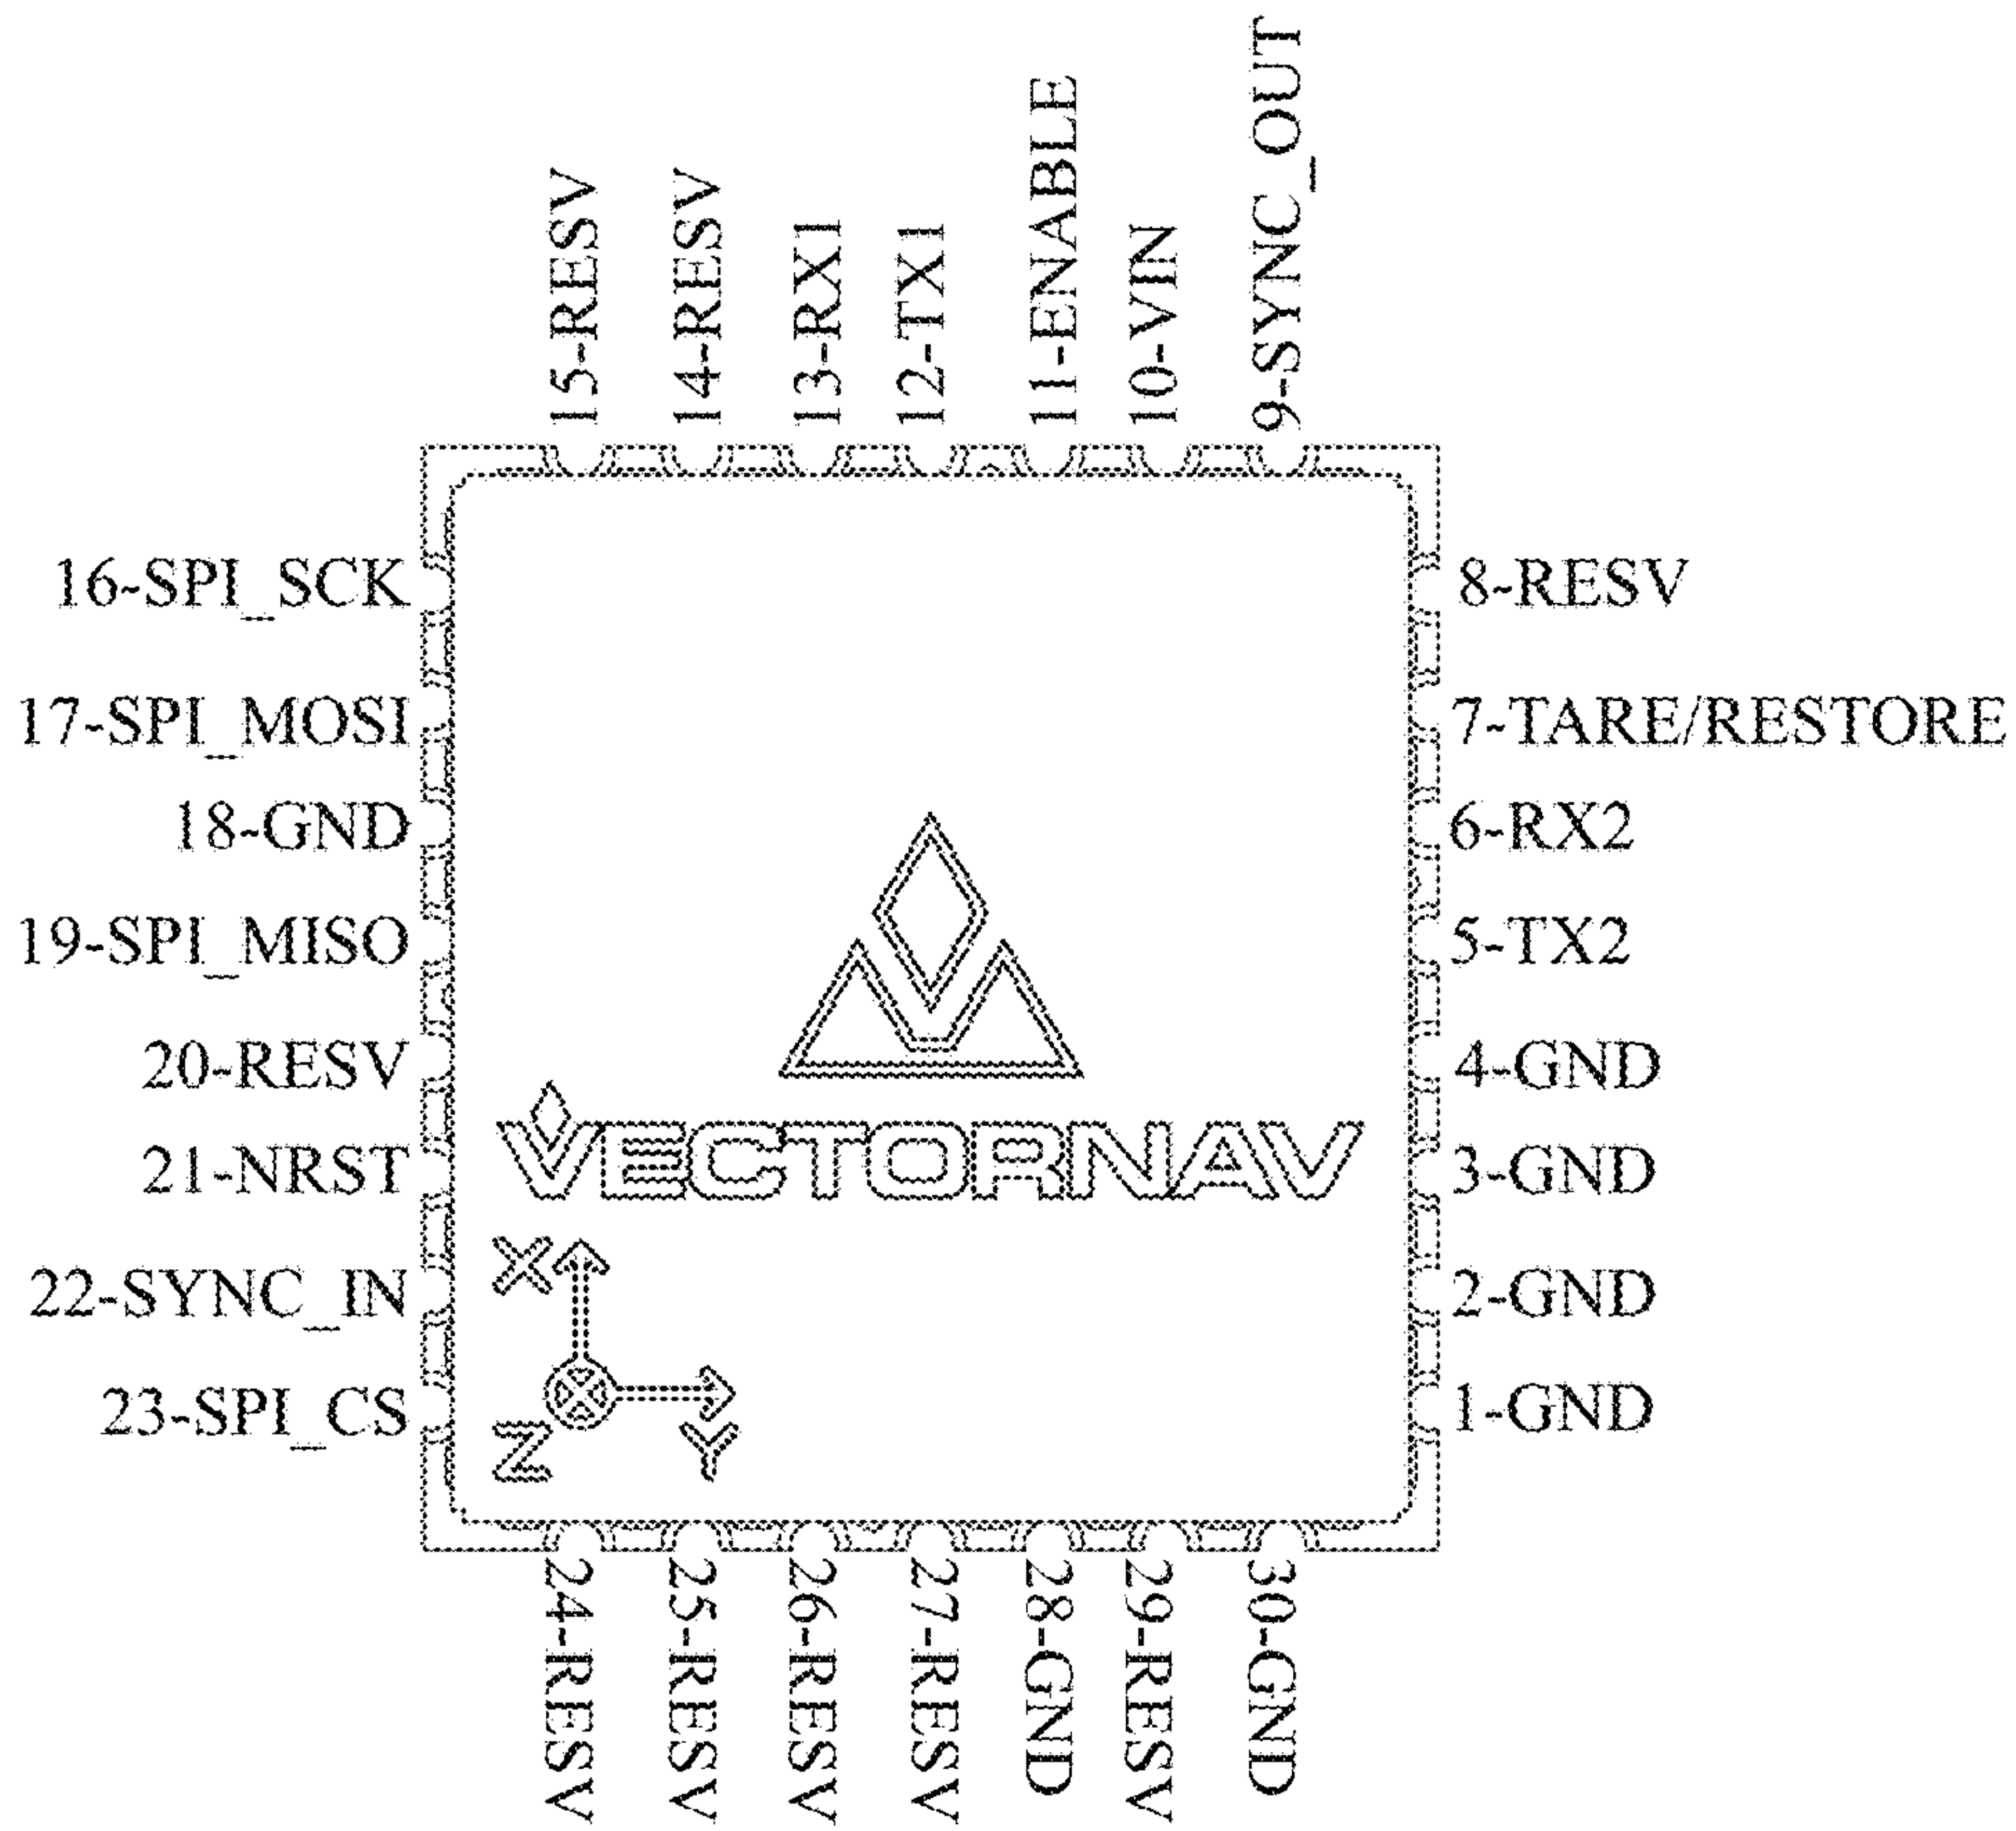 15-RESV
14-RESV
13-RX1
12-TX1
11-ENABLE
10-VIN
9-SYNC_OUT
16-SPI_SCK
17-SPI_MOSI
18-GND
19-SPI_MISO
20-RESV
21-NRST
22-SYNC_IN
23-SPI_CS
8-RESV
7-TARE/RESTORE
6-RX2
5-TX2
4-GND
3-GND
2-GND
1-GND
VECTORNAV
X
Z
Y
24-RESV
25-RESV
26-RESV
27-RESV
28-GND
29-RESV
30-GND